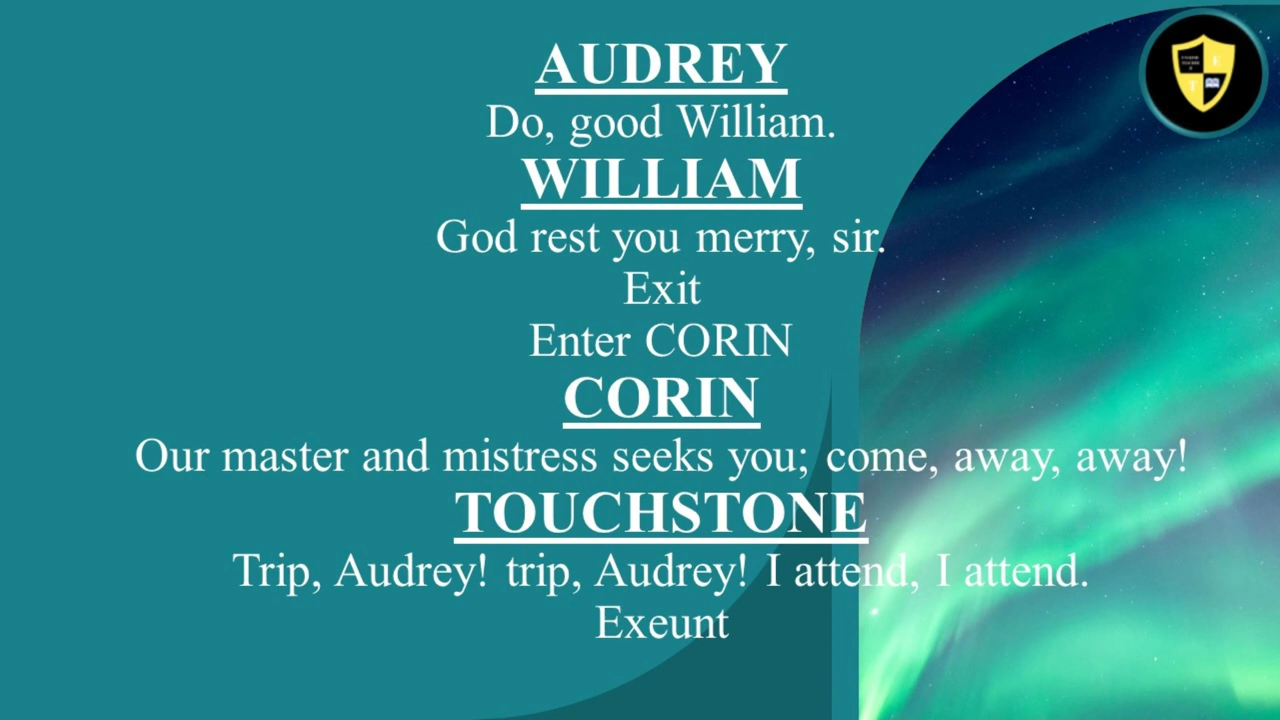 AUDREY
Do, good William.
WILLIAM
God rest you merry, sir.
Exit
Enter CORIN
CORIN
Our master and mistress seeks you; come, away, away!
TOUCHSTONE
Trip, Audrey! trip, Audrey! I attend, I attend.
Exeunt
E
T